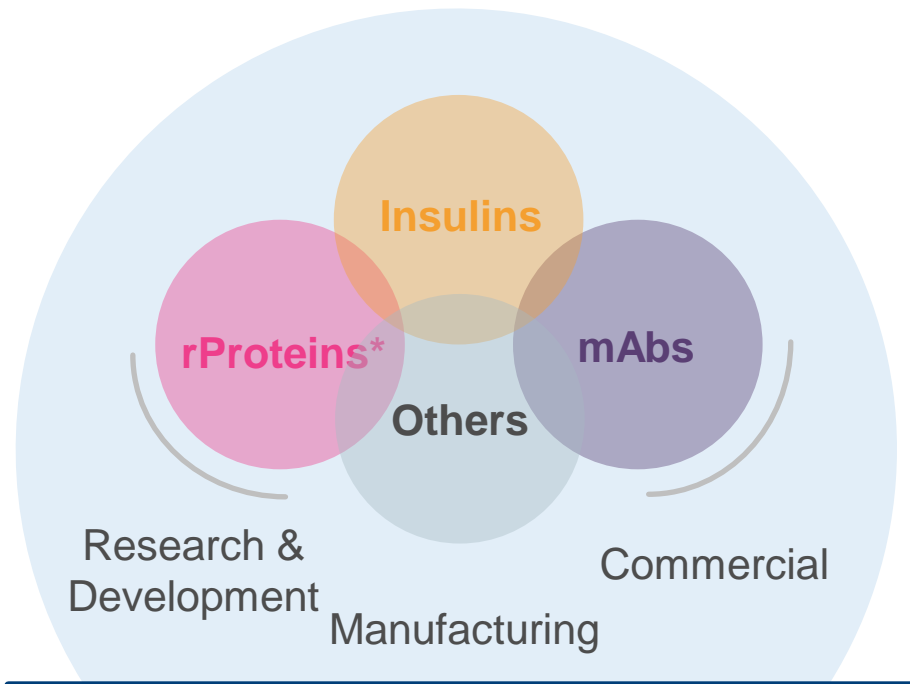 Insulins
rProteins*
mAbs
Others
Research &
Development
Commercial
Manufacturing